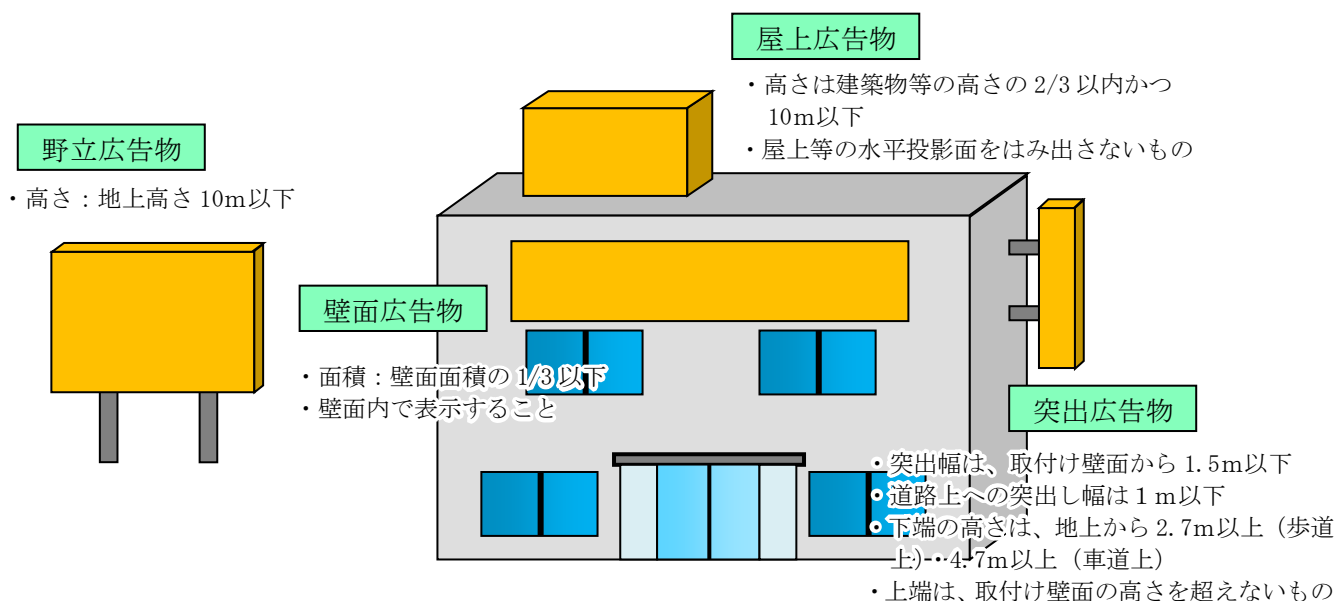 屋上広告物
・高さは建築物等の高さの 2/3 以内かつ
10m以下
・屋上等の水平投影面をはみ出さないもの
野立広告物
・高さ：地上高さ 10m以下
壁面広告物
・面積：壁面面積の 1/3 以下
・壁面内で表示すること
突出広告物
・突出幅は、取付け壁面から 1.5m以下
・道路上への突出し幅は１ｍ以下
・下端の高さは、地上から 2.7m以上（歩道
上）・4.7m以上（車道上）
・上端は、取付け壁面の高さを超えないもの